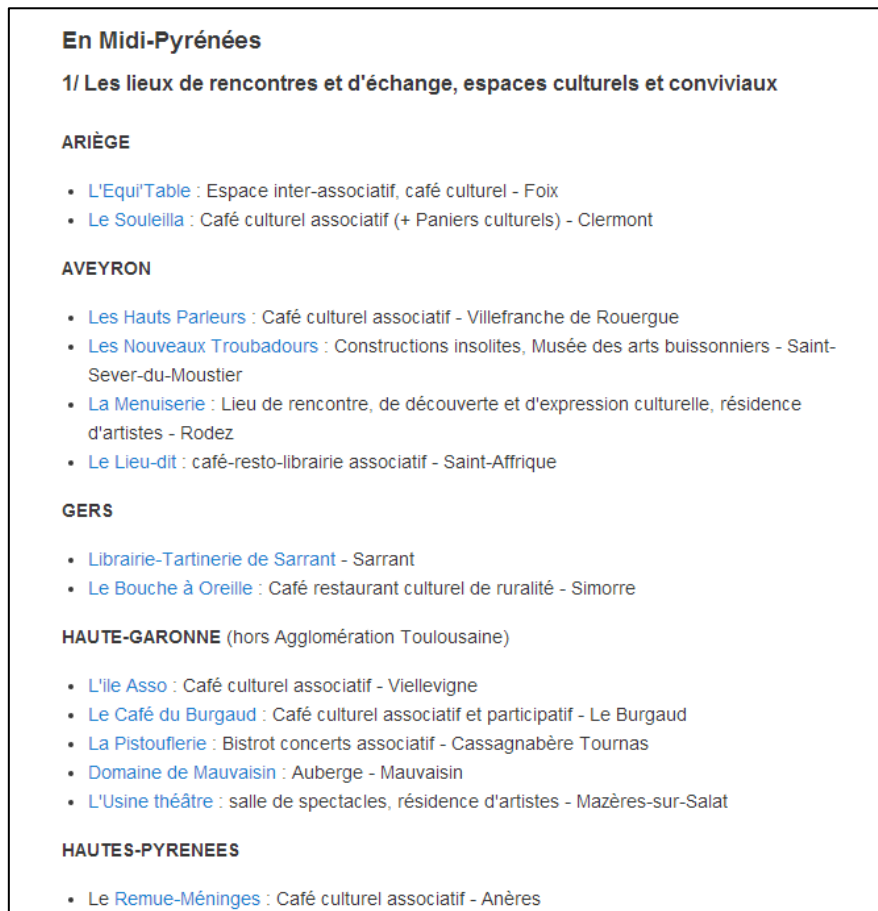 En Midi-Pyrénées
1/ Les lieux de rencontres et d'échange, espaces culturels et conviviaux
ARIÈGE
• L'Equi'Table : Espace inter-associatif, café culturel - Foix
• Le Souleilla : Café culturel associatif (+ Paniers culturels) - Clermont
AVEYRON
• Les Hauts Parleurs : Café culturel associatif - Villefranche de Rouergue
• Les Nouveaux Troubadours : Constructions insolites, Musée des arts buissonniers - Saint-
Sever-du-Moustier
• La Menuiserie : Lieu de rencontre, de découverte et d'expression culturelle, résidence
d'artistes - Rodez
• Le Lieu-dit : café-resto-librairie associatif - Saint-Affrique
GERS
• Librairie-Tartinerie de Sarrant - Sarrant
• Le Bouche à Oreille : Café restaurant culturel de ruralité - Simorre
HAUTE-GARONNE (hors Agglomération Toulousaine)
• L'ile Asso : Café culturel associatif - Viellevigne
• Le Café du Burgaud : Café culturel associatif et participatif - Le Burgaud
• La Pistouflerie : Bistrot concerts associatif - Cassagnabère Tournas
• Domaine de Mauvaisin : Auberge - Mauvaisin
• L'Usine théâtre : salle de spectacles, résidence d'artistes - Mazères-sur-Salat
HAUTES-PYRENEES
• Le Remue-Méninges : Café culturel associatif - Anères